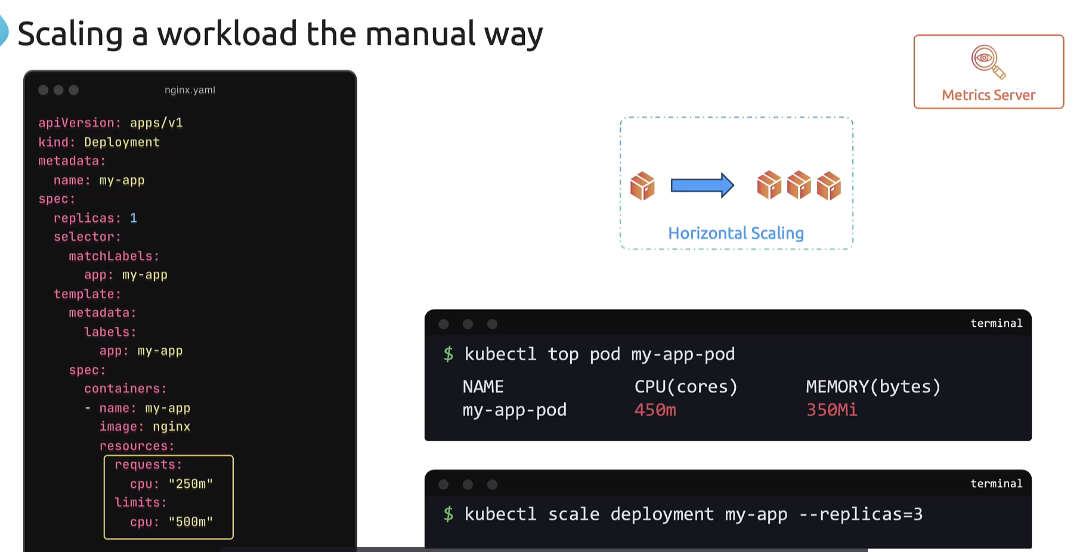 Scaling a workload the manual way
Metrics Server
nginx.yaml
apiVersion: apps/v1
kind: Deployment
metadata:
  name: my-app
spec:
  replicas: 1
  selector:
    matchLabels:
      app: my-app
  template:
    metadata:
      labels:
        app: my-app
    spec:
      containers:
      - name: my-app
        image: nginx
        resources:
          requests:
            cpu: "250m"
          limits:
            cpu: "500m"
Horizontal Scaling
terminal
$ kubectl top pod my-app-pod
NAME CPU(cores) MEMORY(bytes)
my-app-pod 450m 350Mi
terminal
$ kubectl scale deployment my-app --replicas=3